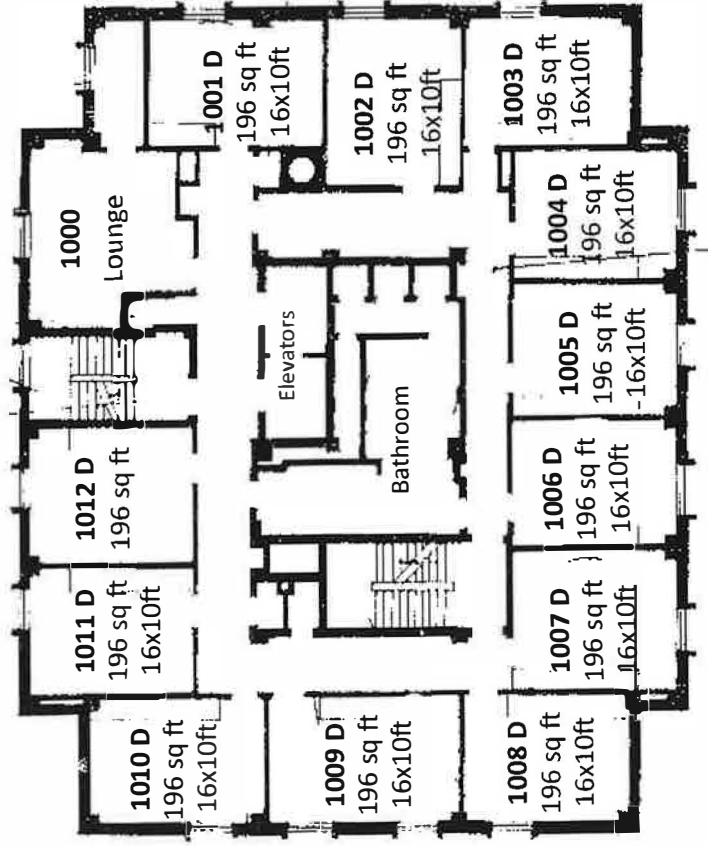 1000
Lounge
1001 D
196 sq ft
16x10ft
1002 D
196 sq ft
16x10ft
1003 D
196 sq ft
16x10ft
1004 D
196 sq ft
16x10ft
1005 D
196 sq ft
16x10ft
1006 D
196 sq ft
16x10ft
1007 D
196 sq ft
16x10ft
1008 D
196 sq ft
16x10ft
1009 D
196 sq ft
16x10ft
1010 D
196 sq ft
16x10ft
1011 D
196 sq ft
16x10ft
1012 D
196 sq ft
Elevators
Bathroom